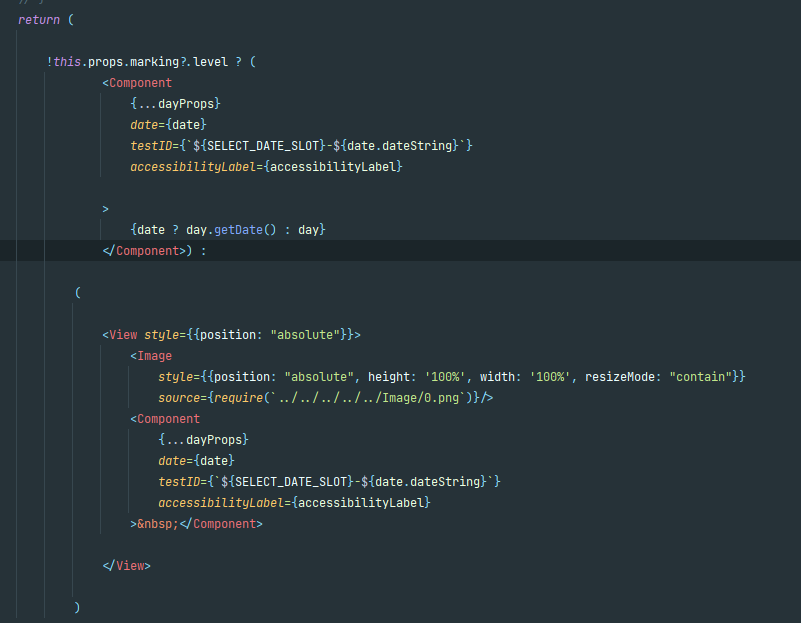 return (
!this.props.marking?.level ? (
<Component
{...dayProps}
date={date}
testID={`${SELECT_DATE_SLOT}-${date.dateString}`}
accessibilityLabel={accessibilityLabel}
>
{date ? day.getDate() : day}
</Component>) :
(
<View style={{position: "absolute"}}>
<Image
style={{position: "absolute", height: '100%', width: '100%', resizeMode: "contain"}}
source={require(`../../../../../Image/0.png`)}/>
<Component
{...dayProps}
date={date}
testID={`${SELECT_DATE_SLOT}-${date.dateString}`}
accessibilityLabel={accessibilityLabel}
>&nbsp;</Component>
</View>
)